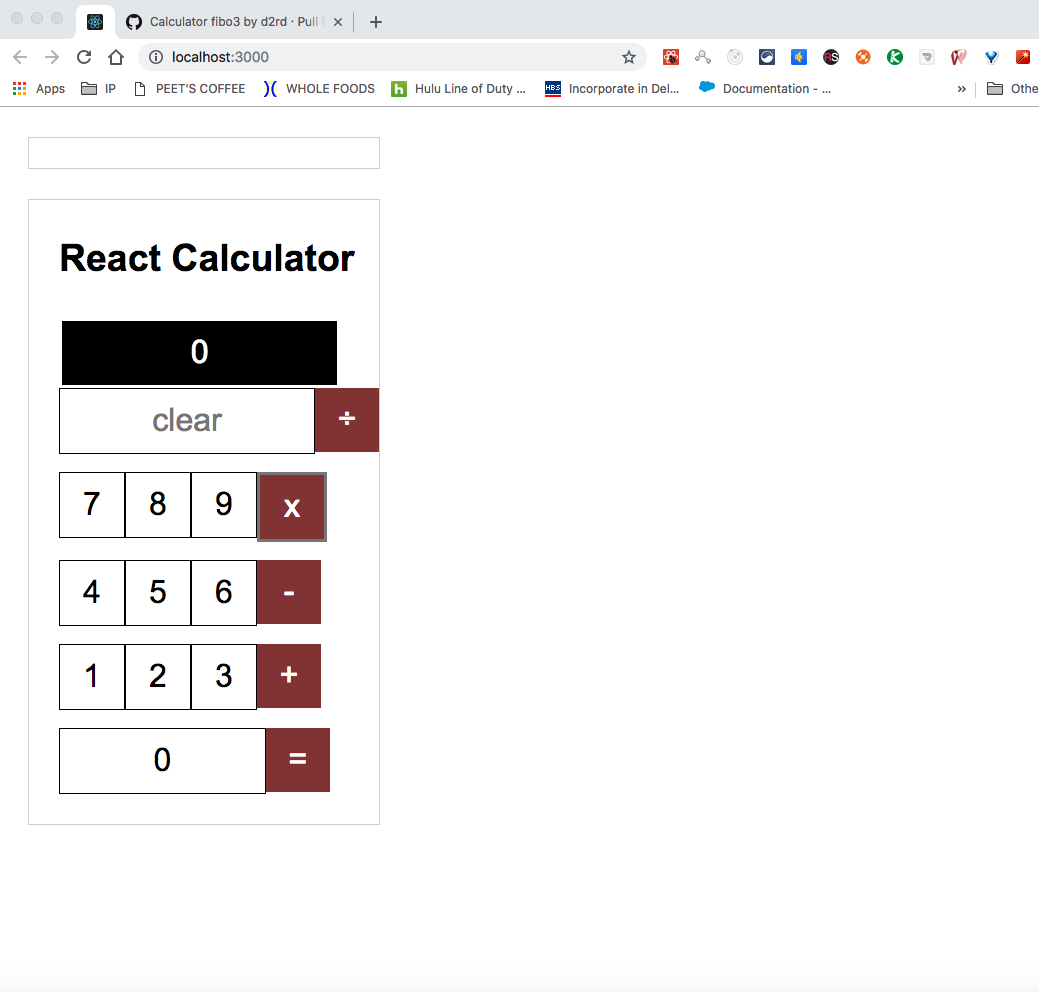 Calculator fibo3 by d2rd · Pull
localhost:3000
Apps IP PEET'S COFFEE WHOLE FOODS Hulu Line of Duty ... HBS Incorporate in Del... Documentation - ... » Othe
React Calculator
0
clear ÷
7 8 9 x
4 5 6 -
1 2 3 +
0 =